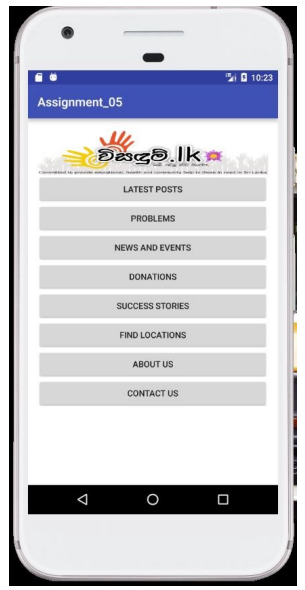 10:23
Assignment_05
විසඳුම්.lk
Committed to provide educational, health and community help to those in need in Sri Lanka
LATEST POSTS
PROBLEMS
NEWS AND EVENTS
DONATIONS
SUCCESS STORIES
FIND LOCATIONS
ABOUT US
CONTACT US